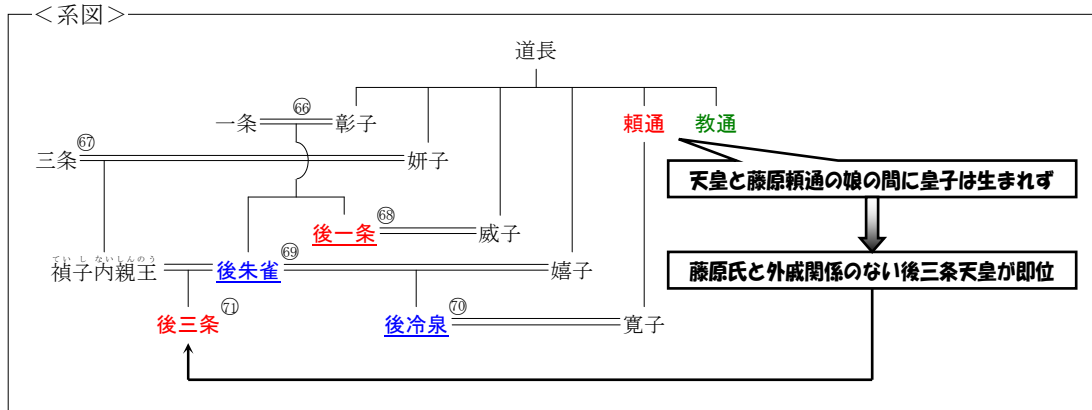 ＜系図＞
道長
一条 ㊿66 彰子 頼通 教通
三条 67 妍子
天皇と藤原頼通の娘の間に皇子は生まれず
後一条 68 威子
ていしないしんのう
禎子内親王 後朱雀 69 嬉子
藤原氏と外戚関係のない後三条天皇が即位
後三条 71 後冷泉 70 寛子